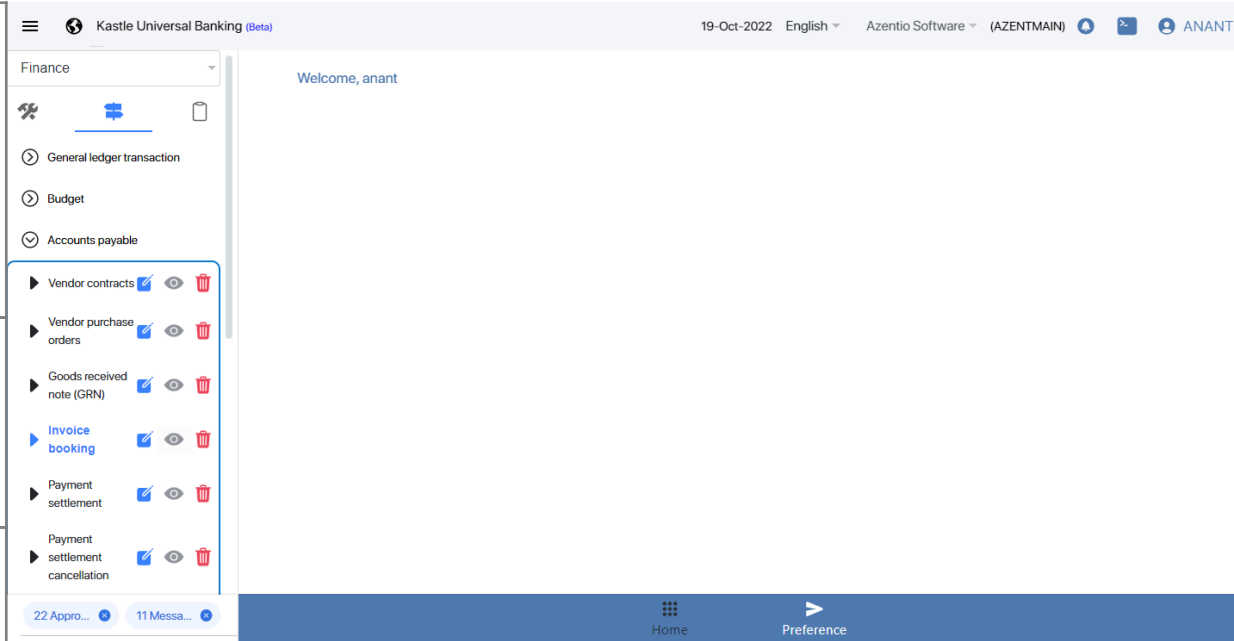 Kastle Universal Banking (Beta)
19-Oct-2022 English Azentio Software (AZENTMAIN) ANANT
Finance
Welcome, anant
General ledger transaction
Budget
Accounts payable
Vendor contracts
Vendor purchase
orders
Goods received
note (GRN)
Invoice
booking
Payment
settlement
Payment
settlement
cancellation
22 Appro... 11 Messa...
Home
Preference